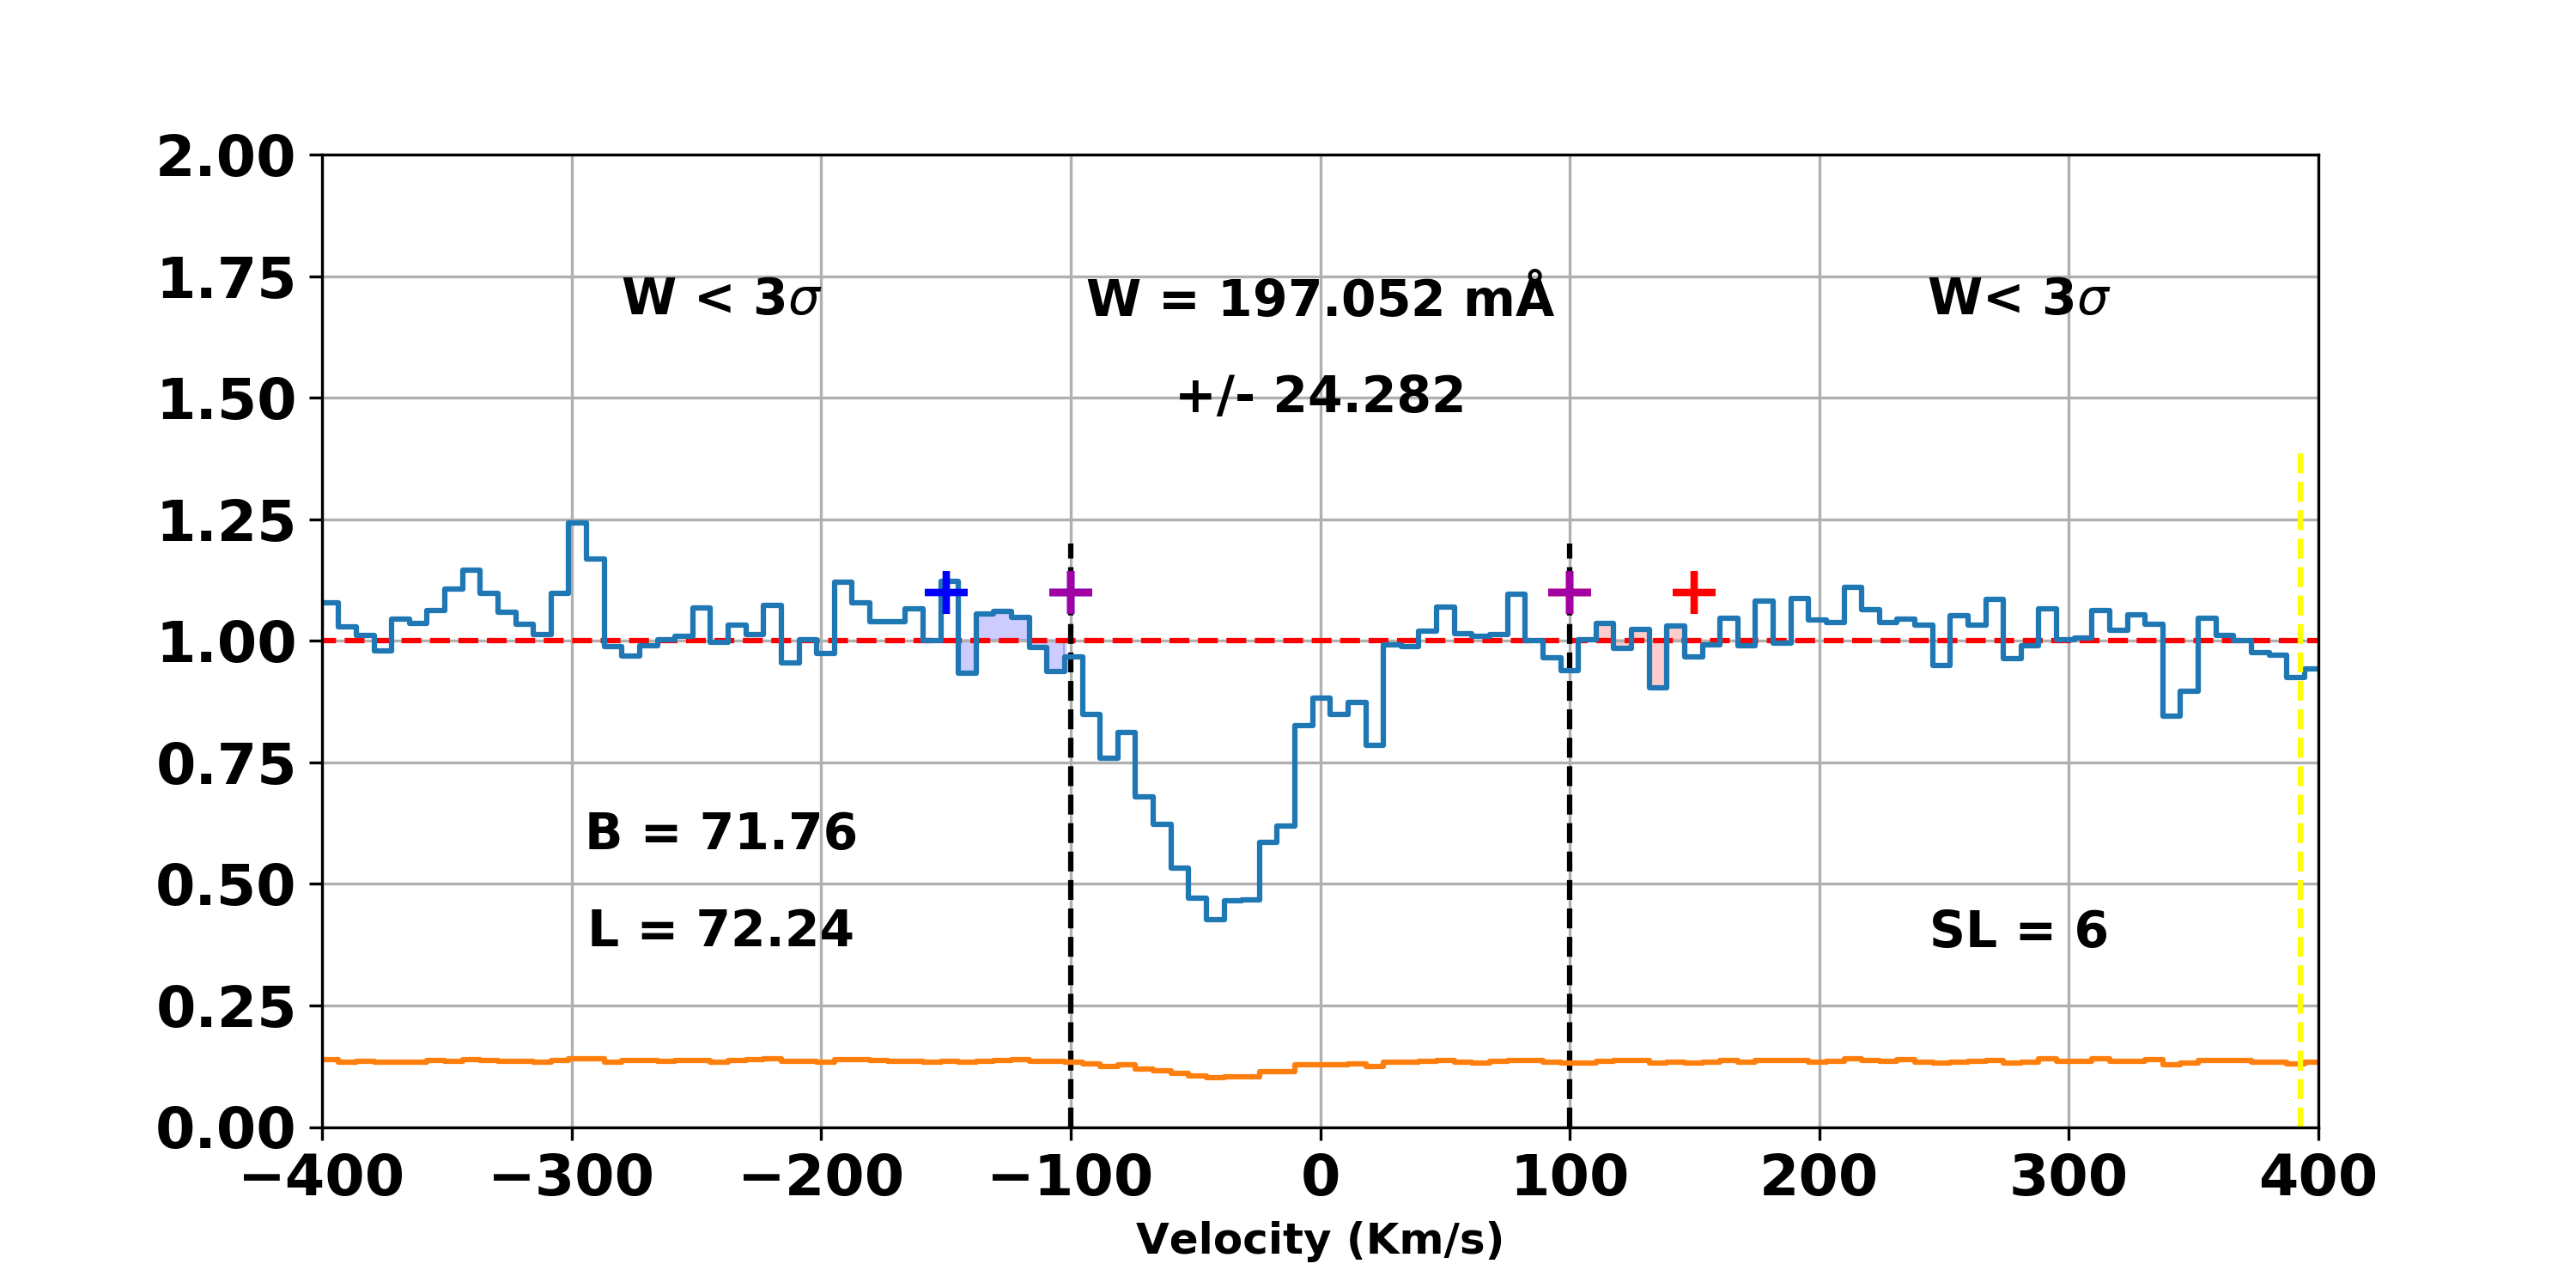 2.00
1.75
W < 3σ
W = 197.052 mÅ
W< 3σ
1.50
+/- 24.282
1.25
1.00
0.75
B = 71.76
0.50
L = 72.24
SL = 6
0.25
0.00
−400 −300 −200 −100 0 100 200 300 400
Velocity (Km/s)